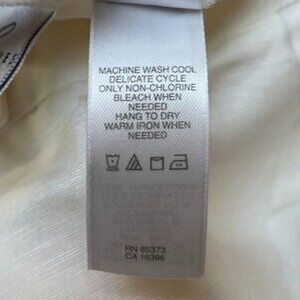 MACHINE WASH COOL
DELICATE CYCLE
ONLY NON-CHLORINE
BLEACH WHEN
NEEDED
HANG TO DRY
WARM IRON WHEN
NEEDED
RN 85373
CA 16396